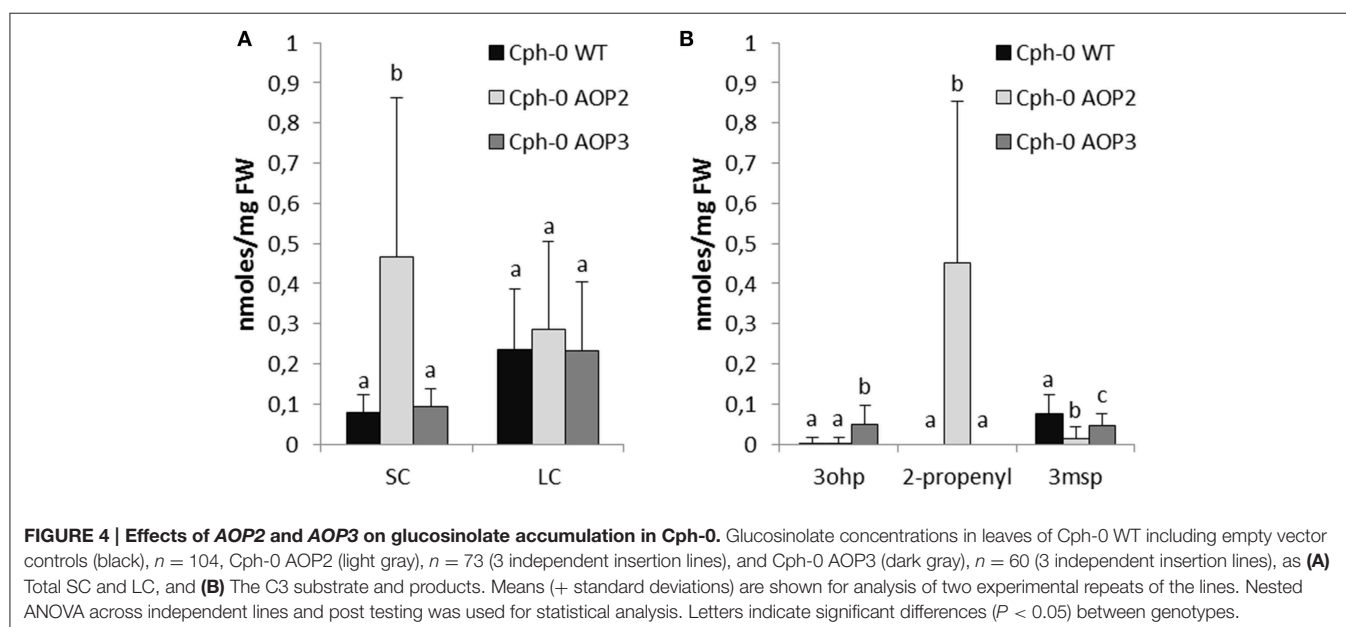 A
B
nmoles/mg FW
1
0,9
0,8
0,7
0,6
0,5
0,4
0,3
0,2
0,1
0
Cph-0 WT
Cph-0 AOP2
Cph-0 AOP3
a
b
a
a
a
a
SC
LC
nmoles/mg FW
1
0,9
0,8
0,7
0,6
0,5
0,4
0,3
0,2
0,1
0
Cph-0 WT
Cph-0 AOP2
Cph-0 AOP3
a
a
b
a
b
a
a
b
c
3ohp
2-propenyl
3msp
FIGURE 4 | Effects of AOP2 and AOP3 on glucosinolate accumulation in Cph-0. Glucosinolate concentrations in leaves of Cph-0 WT including empty vector
controls (black), n = 104, Cph-0 AOP2 (light gray), n = 73 (3 independent insertion lines), and Cph-0 AOP3 (dark gray), n = 60 (3 independent insertion lines), as (A)
Total SC and LC, and (B) The C3 substrate and products. Means (+ standard deviations) are shown for analysis of two experimental repeats of the lines. Nested
ANOVA across independent lines and post testing was used for statistical analysis. Letters indicate significant differences (P < 0.05) between genotypes.